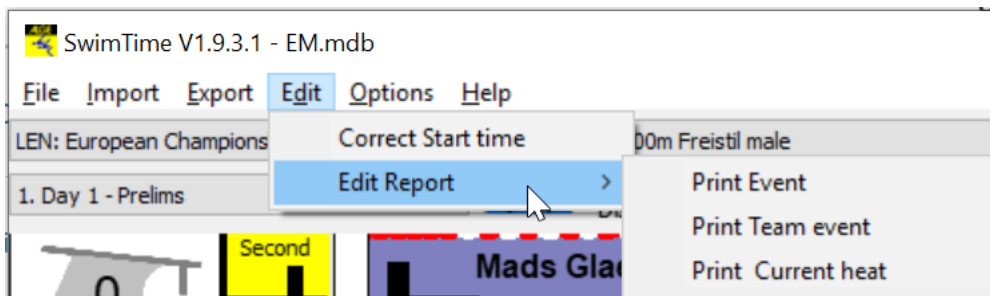 SwimTime V1.9.3.1 - EM.mdb
File Import Export Edit Options Help
LEN: European Champions
Correct Start time
00m Freistil male
1. Day 1 - Prelims
Edit Report
Print Event
Print Team event
Second
0
Mads Gla
Print Current heat